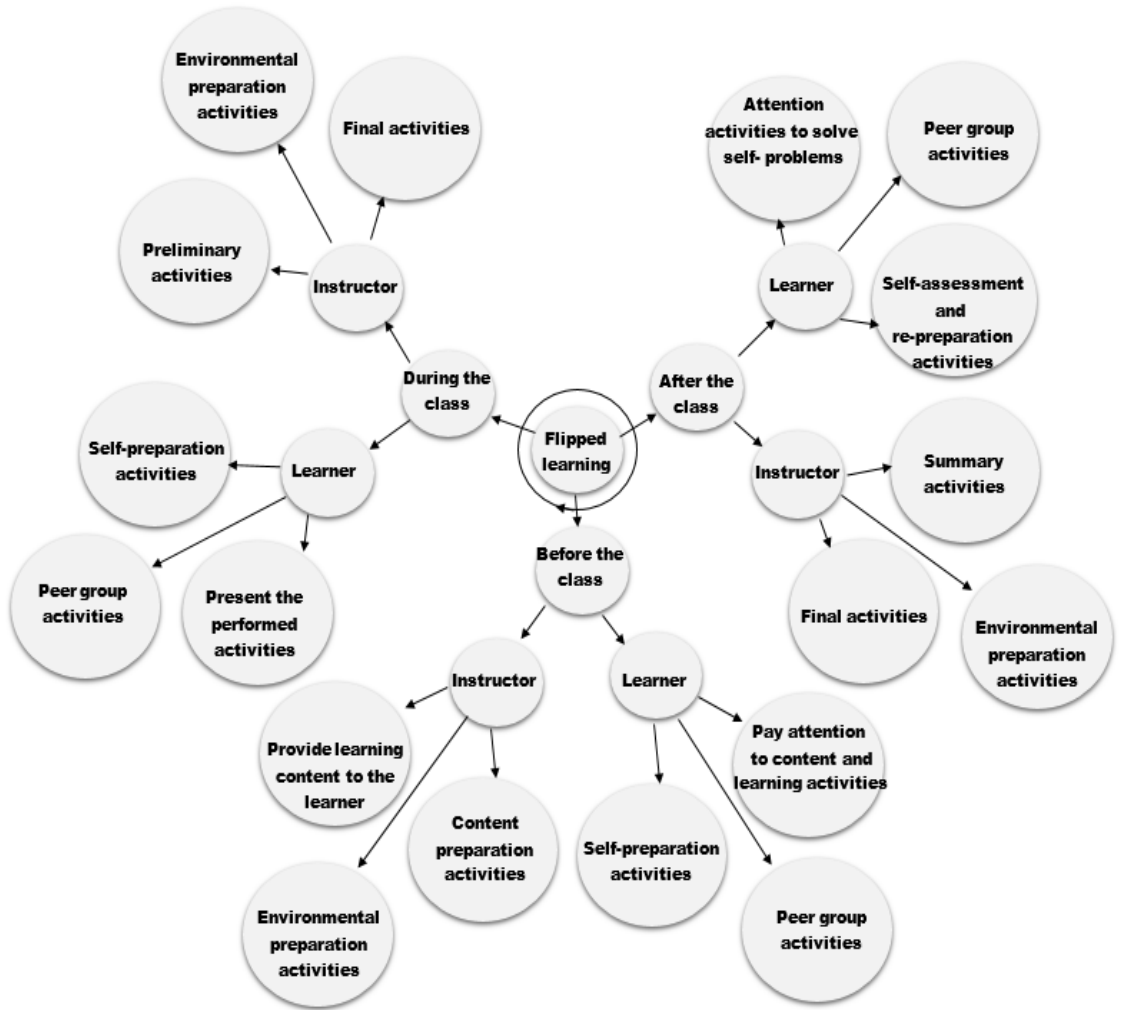 Environmental
preparation
activities
Final activities
Preliminary
activities
Instructor
During the
class
Self-preparation
activities
Learner
Peer group
activities
Present the
performed
activities
Flipped
learning
Attention
activities to solve
self- problems
Peer group
activities
Learner
Self-assessment
and
re-preparation
activities
After the
class
Instructor
Summary
activities
Final activities
Environmental
preparation
activities
Before the
class
Instructor
Provide learning
content to the
learner
Content
preparation
activities
Environmental
preparation
activities
Learner
Pay attention
to content and
learning activities
Self-preparation
activities
Peer group
activities